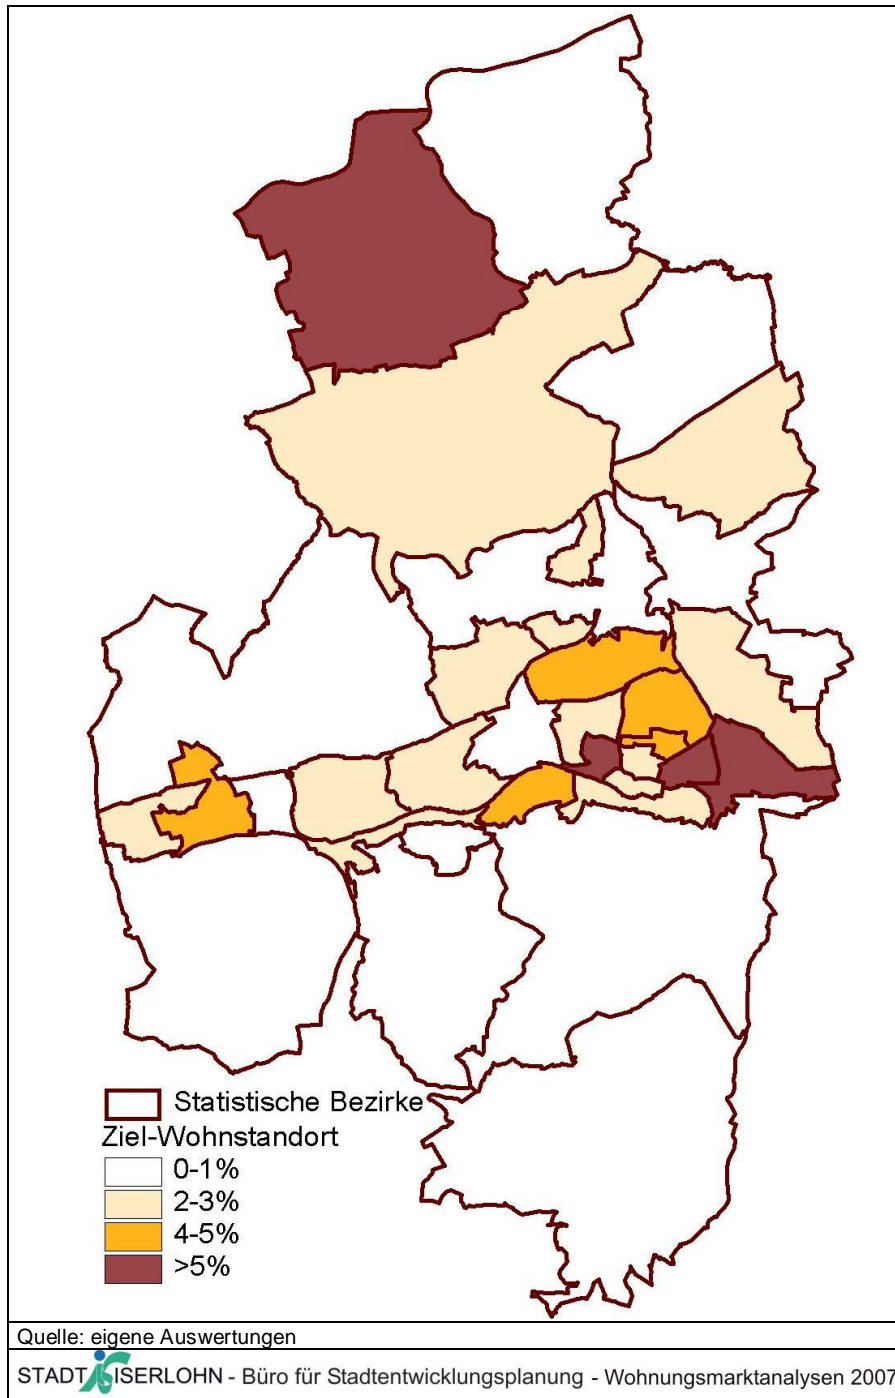 Statistische Bezirke
Ziel-Wohnstandort
0-1%
2-3%
4-5%
>5%
Quelle: eigene Auswertungen
STADT ISERLOHN - Büro für Stadtentwicklungsplanung - Wohnungsmarktanalysen 2007